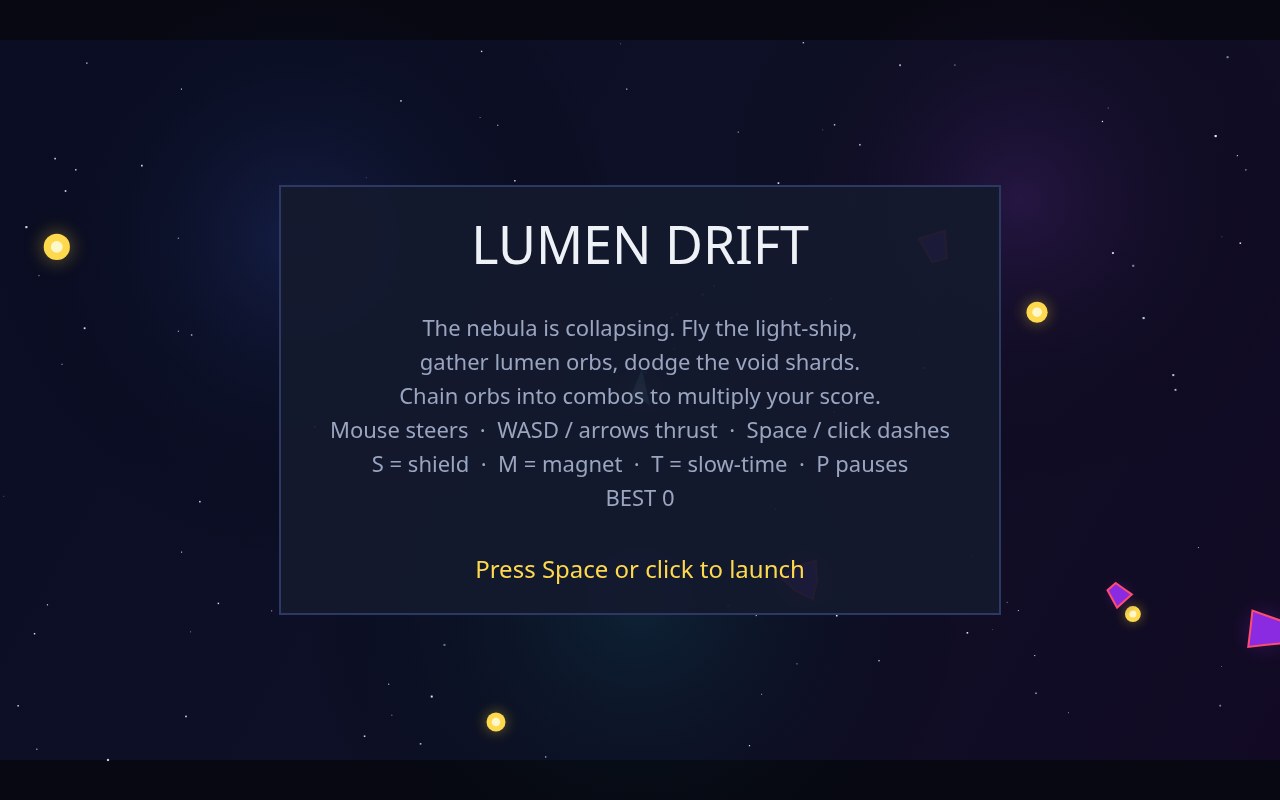 LUMEN DRIFT
The nebula is collapsing. Fly the light-ship,
gather lumen orbs, dodge the void shards.
Chain orbs into combos to multiply your score.
Mouse steers · WASD / arrows thrust · Space / click dashes
S = shield · M = magnet · T = slow-time · P pauses
BEST 0
Press Space or click to launch